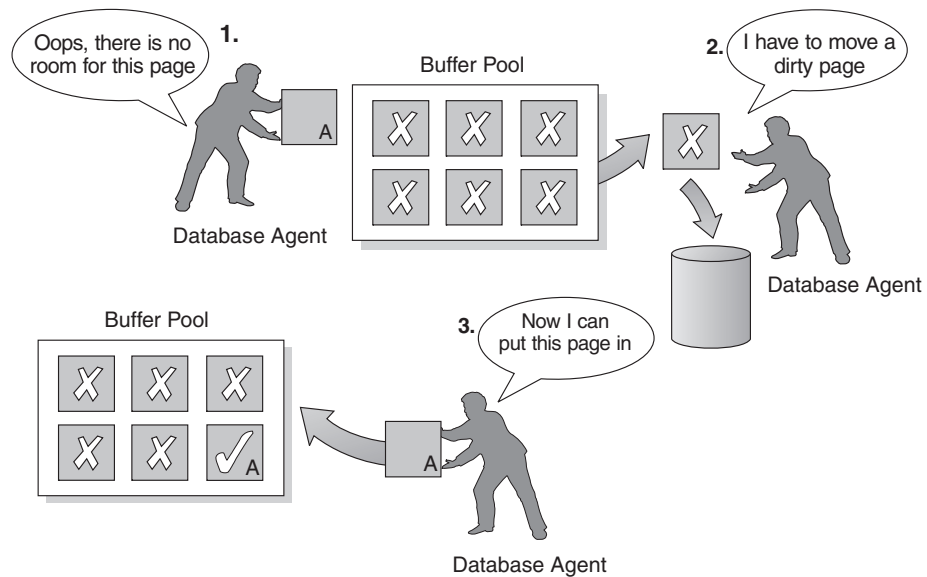 Oops, there is no
room for this page
1.
A
Database Agent
Buffer Pool
2.
I have to move a
dirty page
Database Agent
Buffer Pool
A
3.
Now I can
put this page in
A
Database Agent